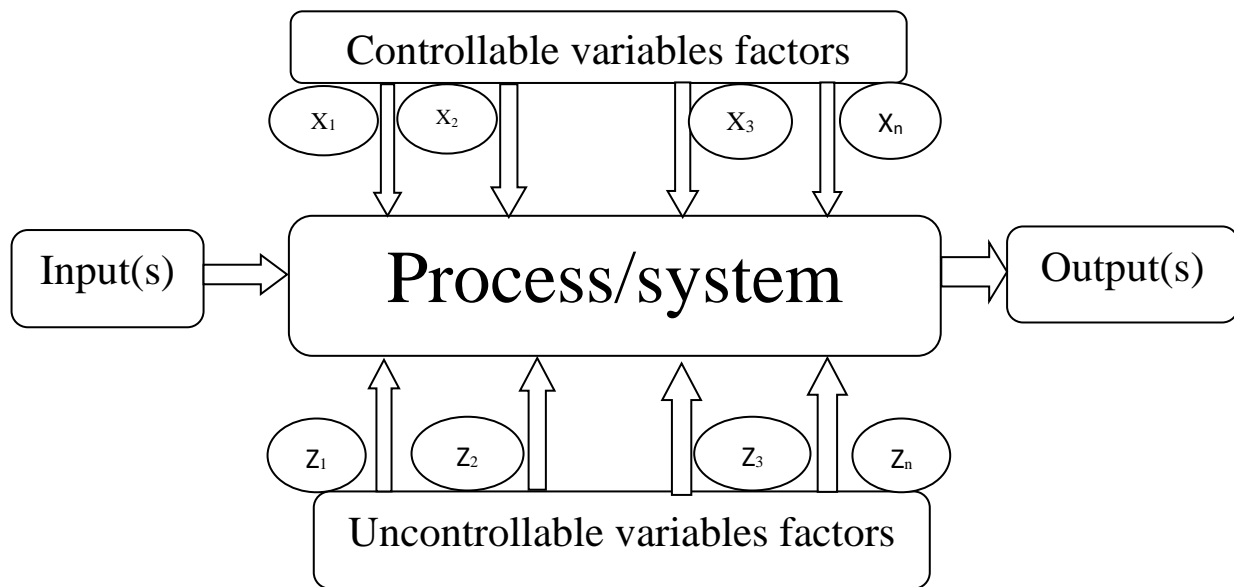 Controllable variables factors
X₁ X₂ X₃ Xₙ
Input(s) Process/system Output(s)
Z₁ Z₂ Z₃ Zₙ
Uncontrollable variables factors